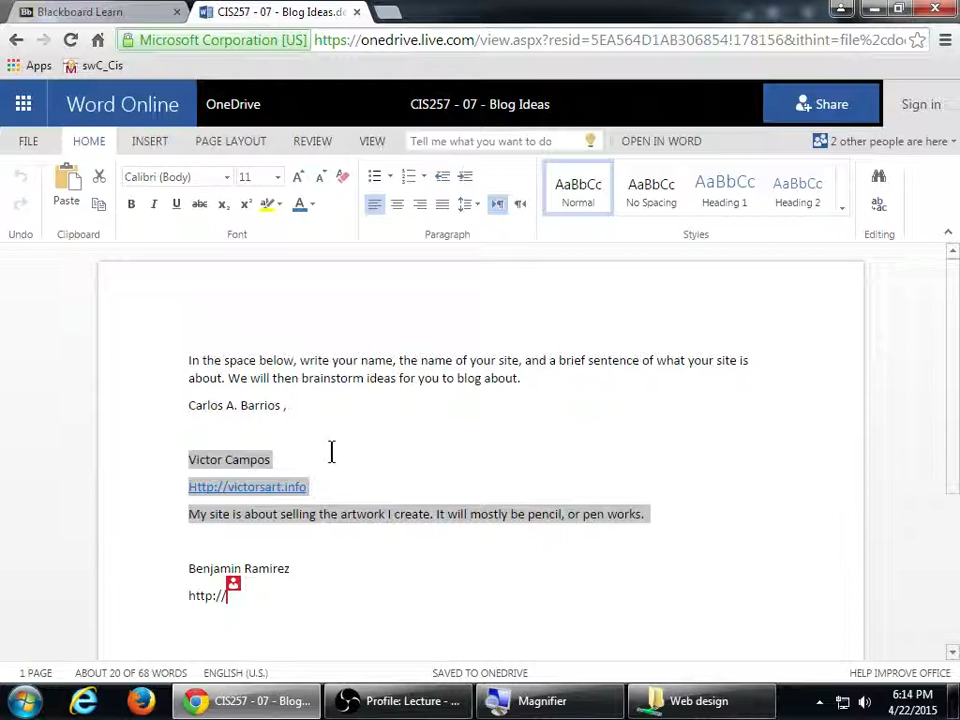 Blackboard Learn
CIS257 - 07 - Blog Ideas.d
Microsoft Corporation [US] https://onedrive.live.com/view.aspx?resid=5EA564D1AB306854!178156&ithint=file%2cdo
Apps swC_Cis
Word Online OneDrive CIS257 - 07 - Blog Ideas Share Sign in
FILE HOME INSERT PAGE LAYOUT REVIEW VIEW Tell me what you want to do OPEN IN WORD 2 other people are here
Calibri (Body) 11 AaBbCc AaBbCc AaBbCc AaBbCc
Paste B I U abc x₂ x² A Normal No Spacing Heading 1 Heading 2
Undo Clipboard Font Paragraph Styles Editing
In the space below, write your name, the name of your site, and a brief sentence of what your site is
about. We will then brainstorm ideas for you to blog about.
Carlos A. Barrios ,
Victor Campos
Http://victorsart.info
My site is about selling the artwork I create. It will mostly be pencil, or pen works.
Benjamin Ramirez
http://
1 PAGE ABOUT 20 OF 68 WORDS ENGLISH (U.S.) SAVED TO ONEDRIVE HELP IMPROVE OFFICE
CIS257 - 07 - Blog... Profile: Lecture - ... Magnifier Web design 6:14 PM
4/22/2015